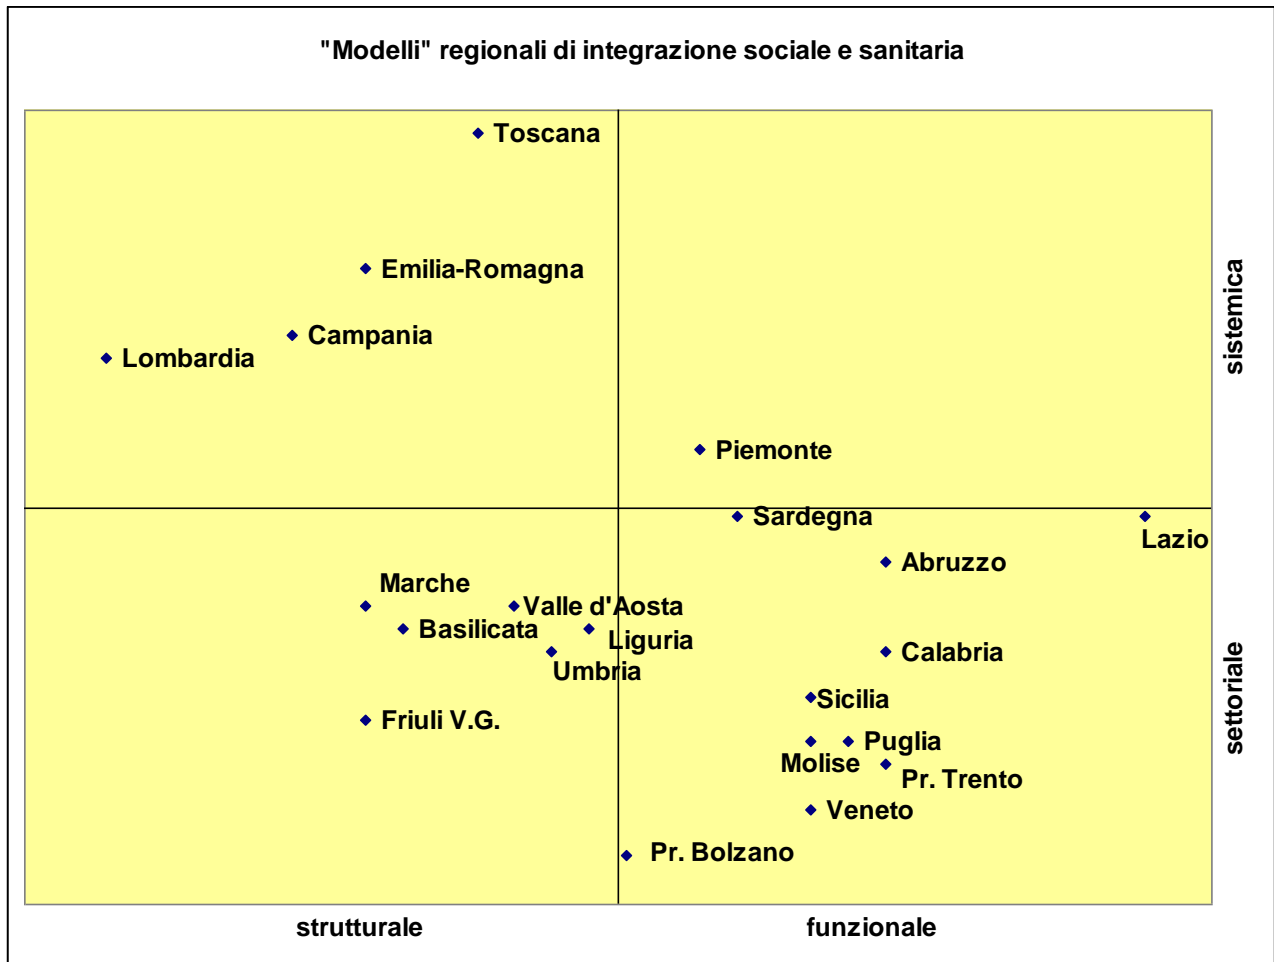 "Modelli" regionali di integrazione sociale e sanitaria
Toscana
Emilia-Romagna
Campania
Lombardia
sistemica
Piemonte
Sardegna
Lazio
Abruzzo
Marche
Valle d'Aosta
Basilicata
Liguria
Umbria
Calabria
settoriale
Sicilia
Friuli V.G.
Puglia
Molise
Pr. Trento
Veneto
Pr. Bolzano
strutturale
funzionale